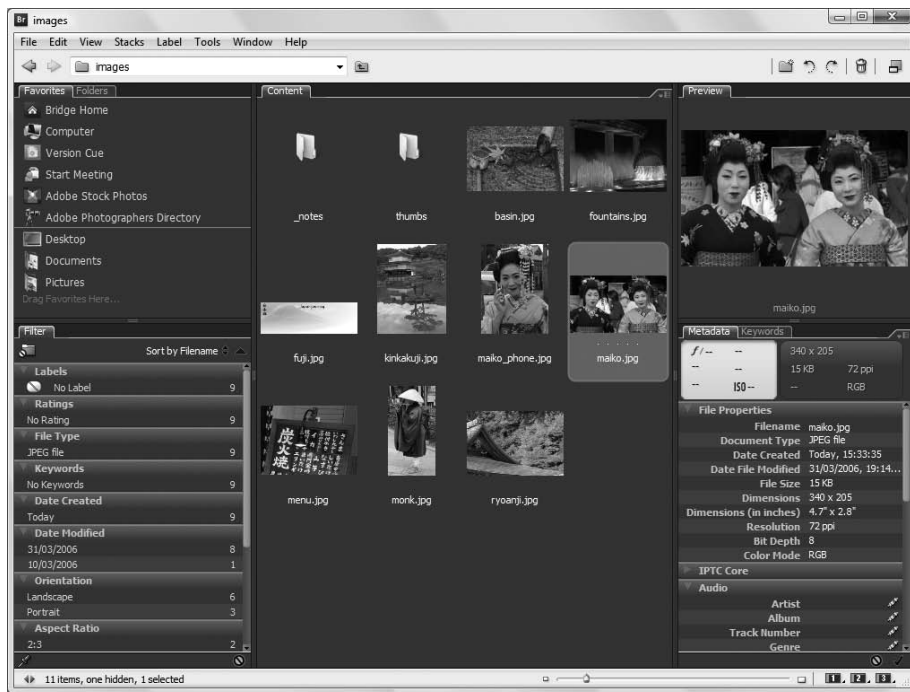 Br images
File Edit View Stacks Label Tools Window Help
images
Favorites Folders
Bridge Home
Computer
Version Cue
Start Meeting
Adobe Stock Photos
Adobe Photographers Directory
Desktop
Documents
Pictures
Drag Favorites Here...
Filter
Sort by Filename
Labels
No Label 9
Ratings
No Rating 9
File Type
JPEG file 9
Keywords
No Keywords 9
Date Created
Today 9
Date Modified
31/03/2006 8
10/03/2006 1
Orientation
Landscape 6
Portrait 3
Aspect Ratio
2:3 2
Content
_notes thumbs basin.jpg fountains.jpg
fuji.jpg kinkakuji.jpg maiko_phone.jpg maiko.jpg
炭火焼
menu.jpg monk.jpg ryoanji.jpg
Preview
maiko.jpg
Metadata Keywords
f/-- -- 340 x 205
-- -- 15 KB 72 ppi
-- ISO-- -- RGB
File Properties
Filename maiko.jpg
Document Type JPEG file
Date Created Today, 15:33:35
Date File Modified 31/03/2006, 19:14...
File Size 15 KB
Dimensions 340 x 205
Dimensions (in inches) 4.7" x 2.8"
Resolution 72 ppi
Bit Depth 8
Color Mode RGB
IPTC Core
Audio
Artist
Album
Track Number
Genre
11 items, one hidden, 1 selected
1 2 3